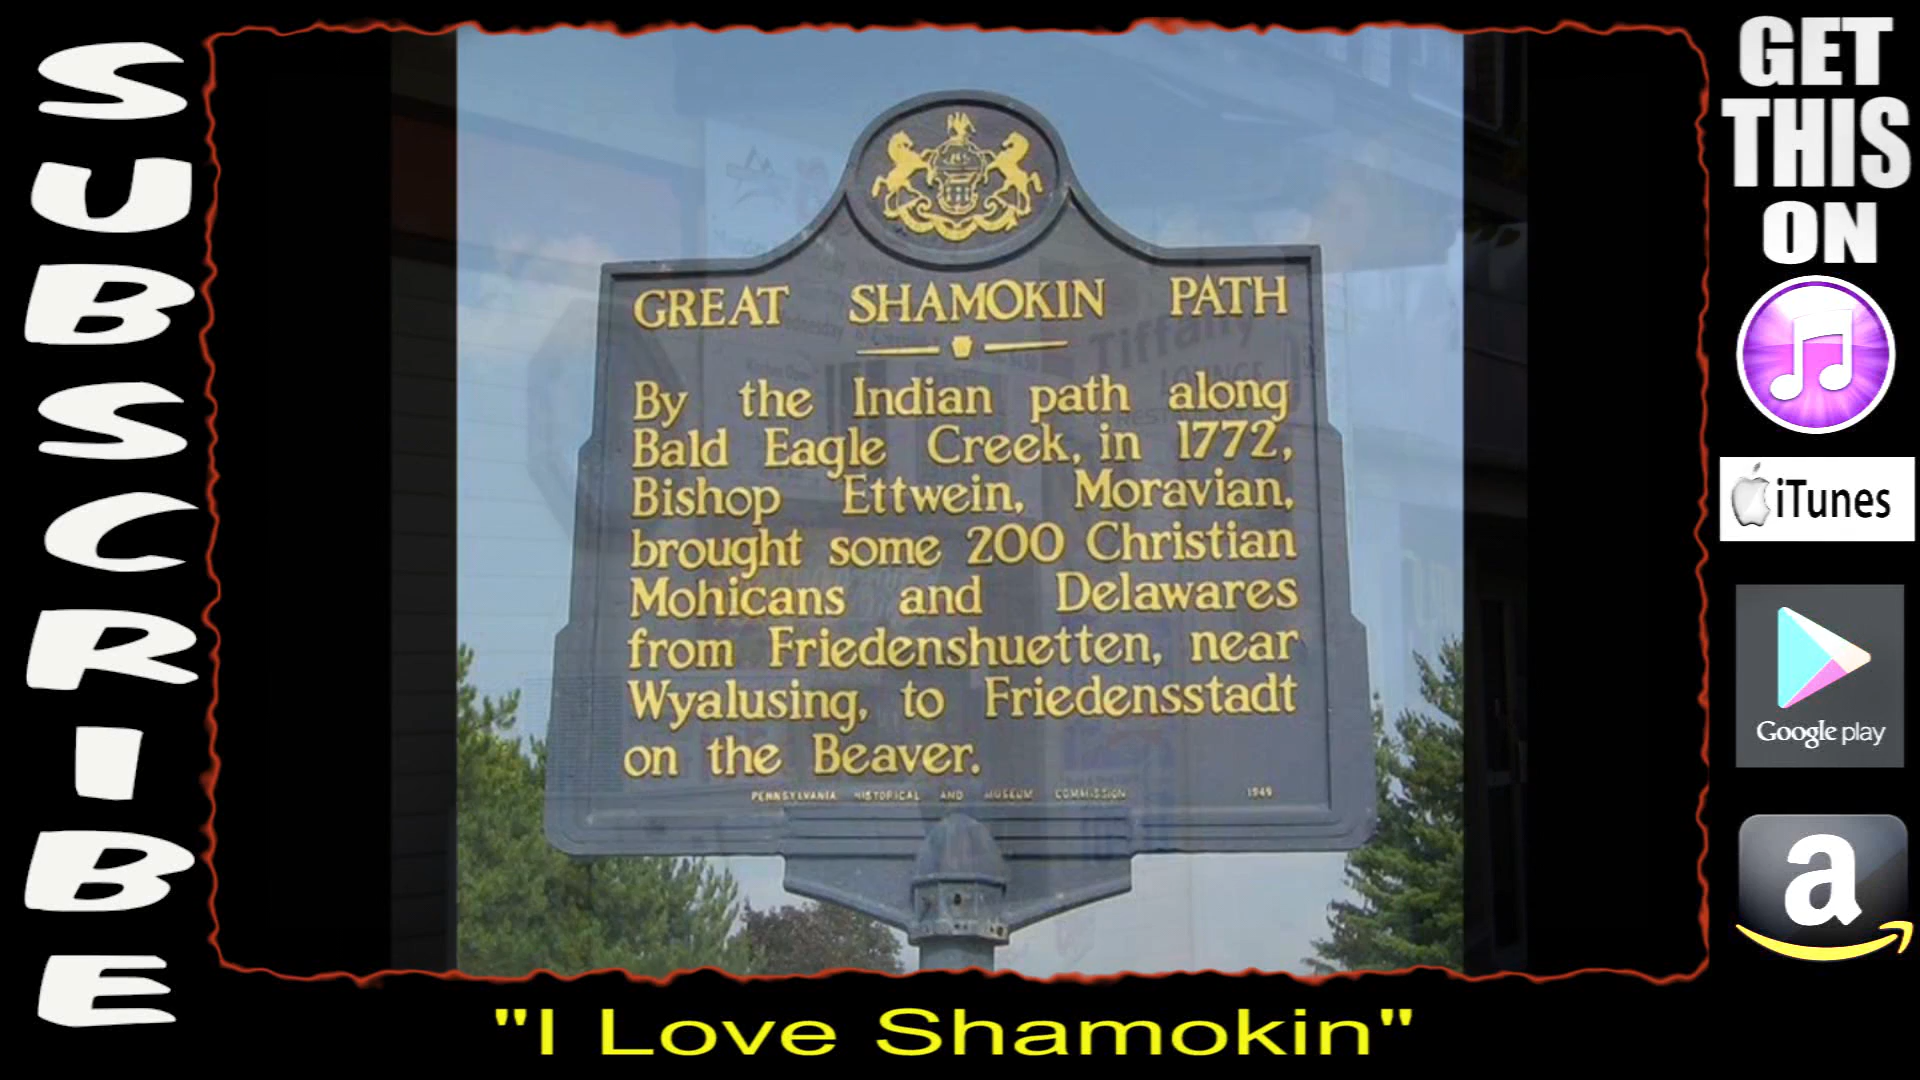 SUBSCRIBE
GREAT SHAMOKIN PATH
By the Indian path along
Bald Eagle Creek, in 1772,
Bishop Ettwein, Moravian,
brought some 200 Christian
Mohicans and Delawares
from Friedenshuetten, near
Wyalusing, to Friedensstadt
on the Beaver.
PENNSYLVANIA HISTORICAL AND MUSEUM COMMISSION 1949
Tiffany
LOUNGE
"I Love Shamokin"
GET
THIS
ON
iTunes
Google play
a